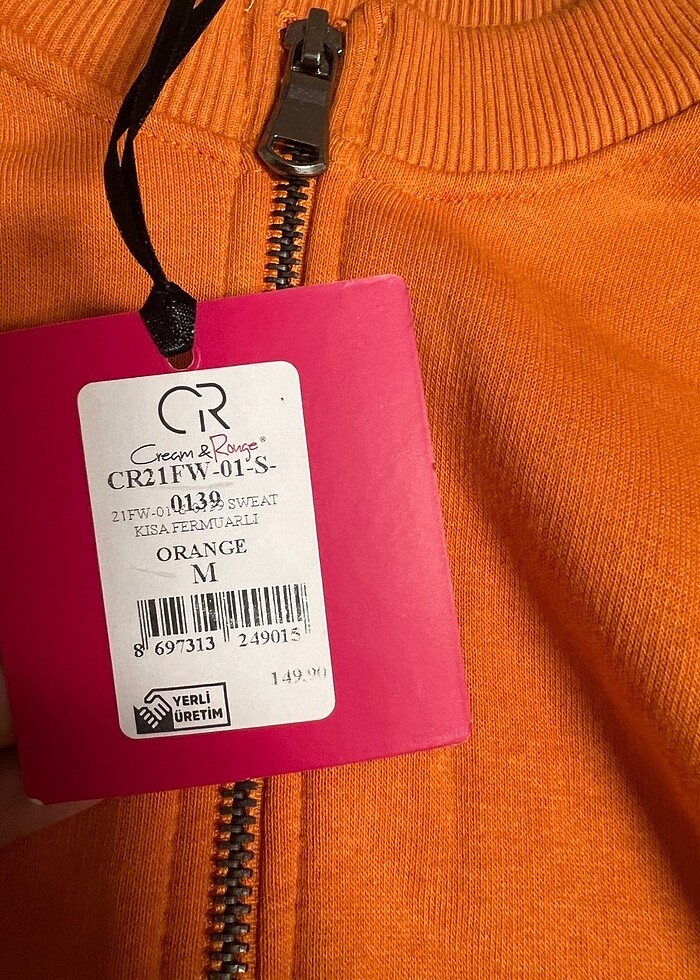 CR
Cream & Rouge®
CR21FW-01-S-
0139
21FW-01-S-0139 SWEAT
KISA FERMUARLI
ORANGE
M
8 697313 249015
149.90
YERLİ
ÜRETİM